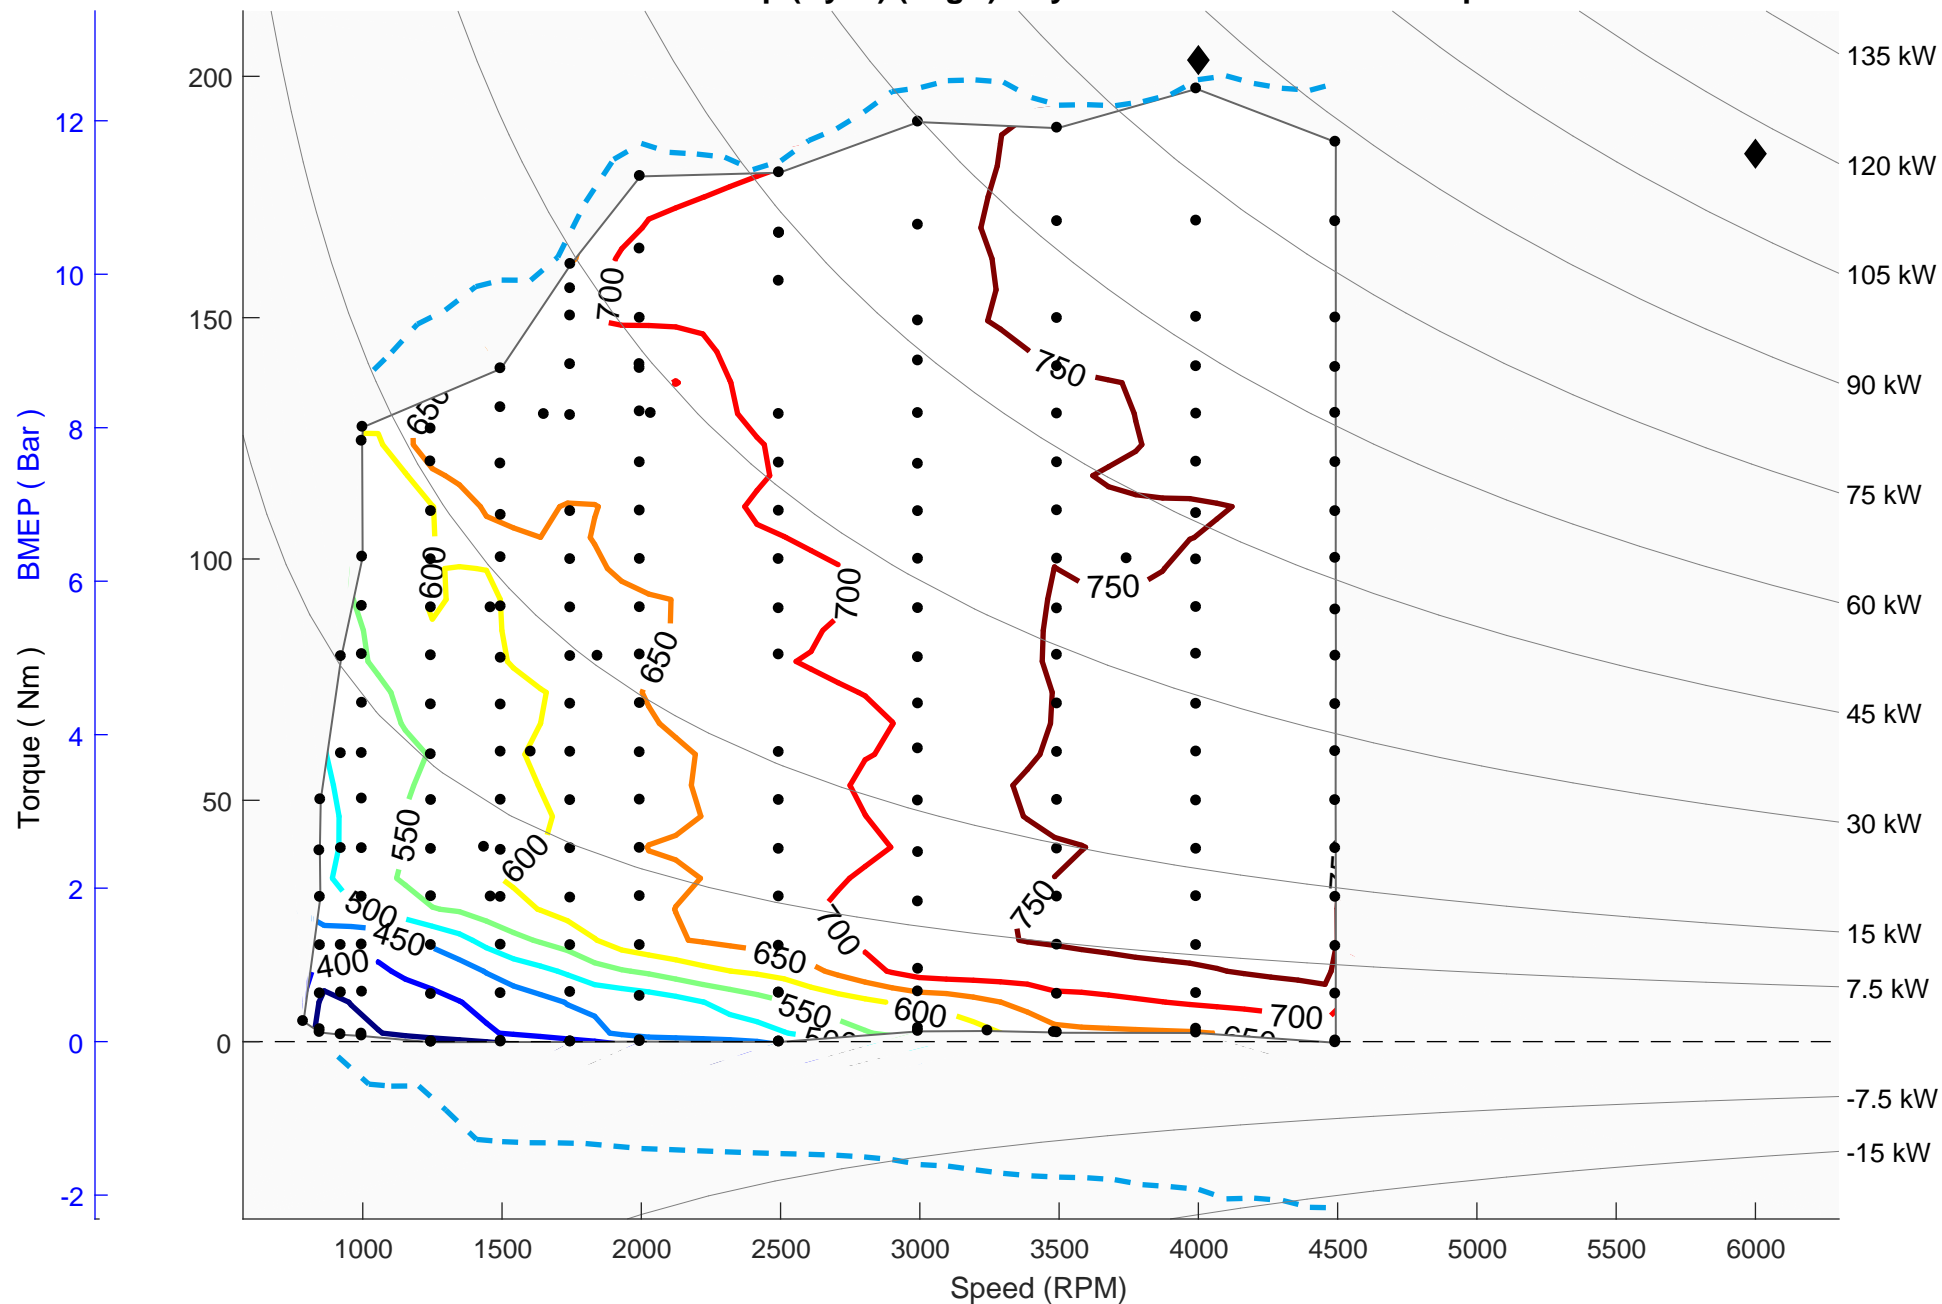 135 kW
120 kW
105 kW
90 kW
75 kW
60 kW
45 kW
30 kW
15 kW
7.5 kW
-7.5 kW
-15 kW
200
150
100
50
0
12
10
8
6
4
2
0
-2
BMEP ( Bar )
Torque ( Nm )
700
750
650
600
700
750
650
550
600
500
450
400
750
700
650
550
600
700
1000 1500 2000 2500 3000 3500 4000 4500 5000 5500 6000
Speed (RPM)